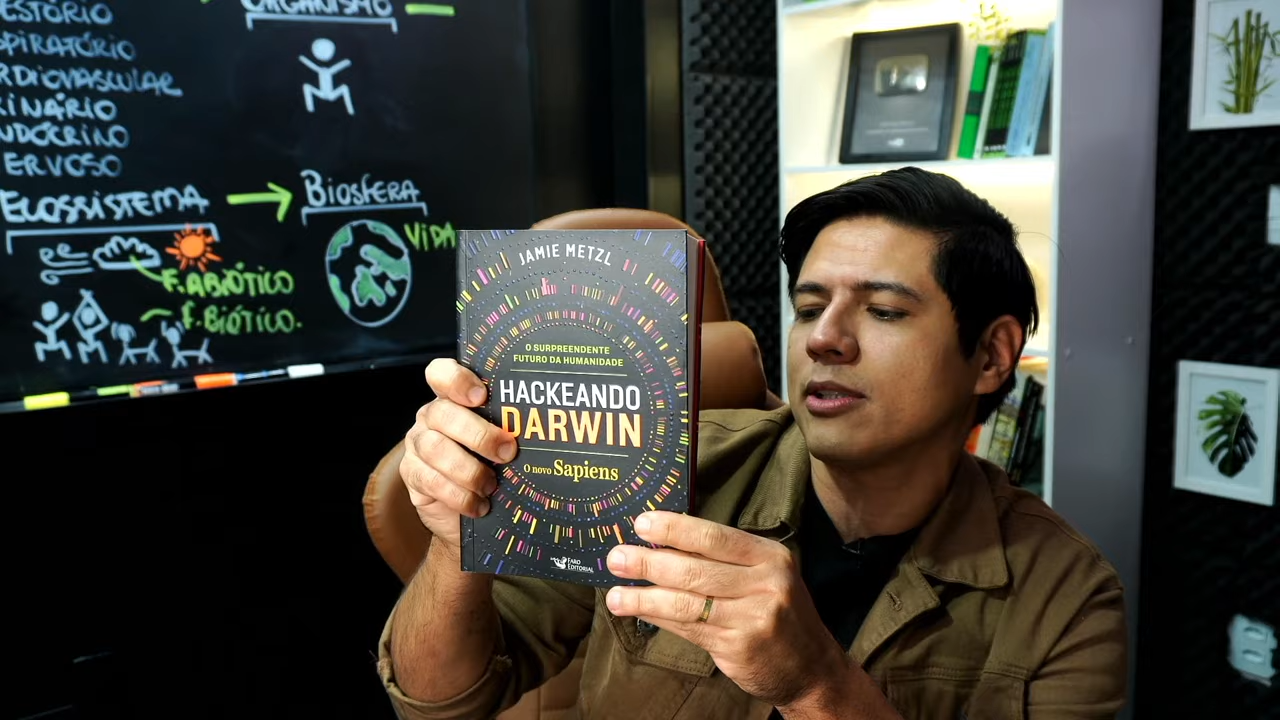 ORGANISMO
ESTÓRIO
SPIRATÓRIO
RDIOVASCULAR
RINÁRIO
NDÓCRINO
ERVOSO
ECOSSISTEMA
BIOSFERA
VIDA
F. ABIÓTICO
F. BIÓTICO.
JAMIE METZL
O SURPREENDENTE
FUTURO DA HUMANIDADE
HACKEANDO
DARWIN
O novo Sapiens
FARO
EDITORIAL